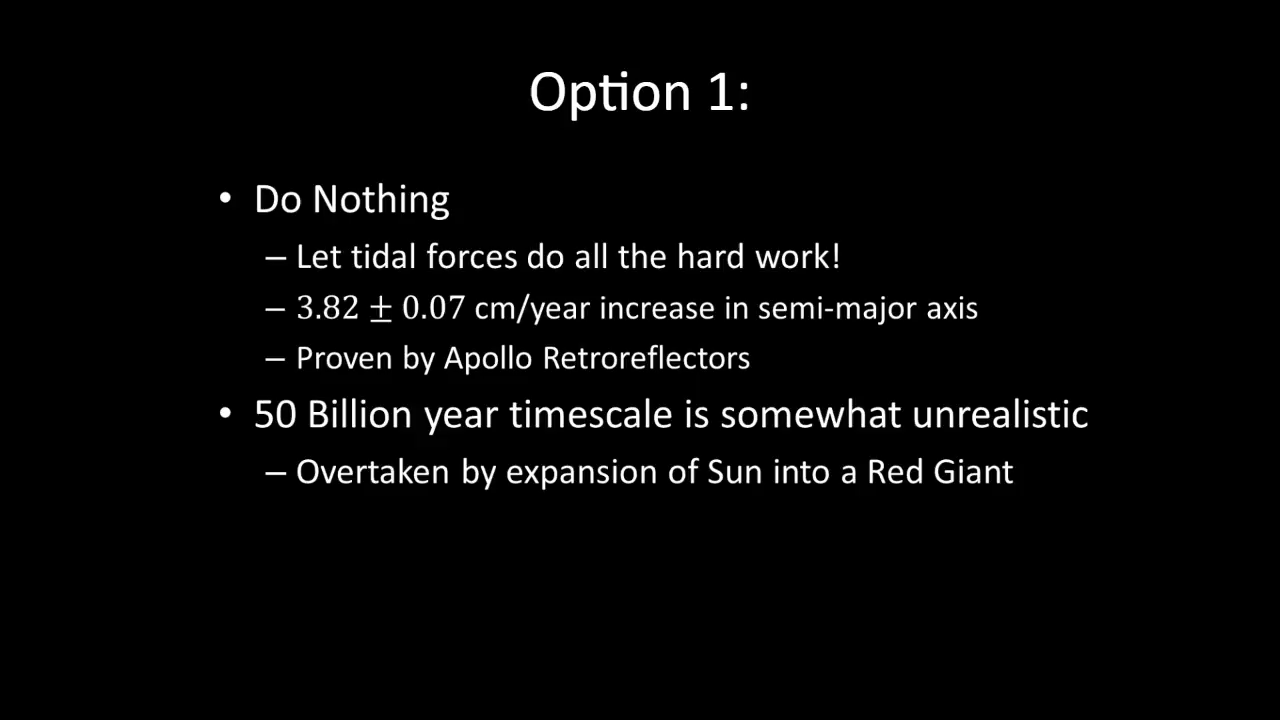 Option 1:
• Do Nothing
– Let tidal forces do all the hard work!
– 3.82 ± 0.07 cm/year increase in semi-major axis
– Proven by Apollo Retroreflectors
• 50 Billion year timescale is somewhat unrealistic
– Overtaken by expansion of Sun into a Red Giant